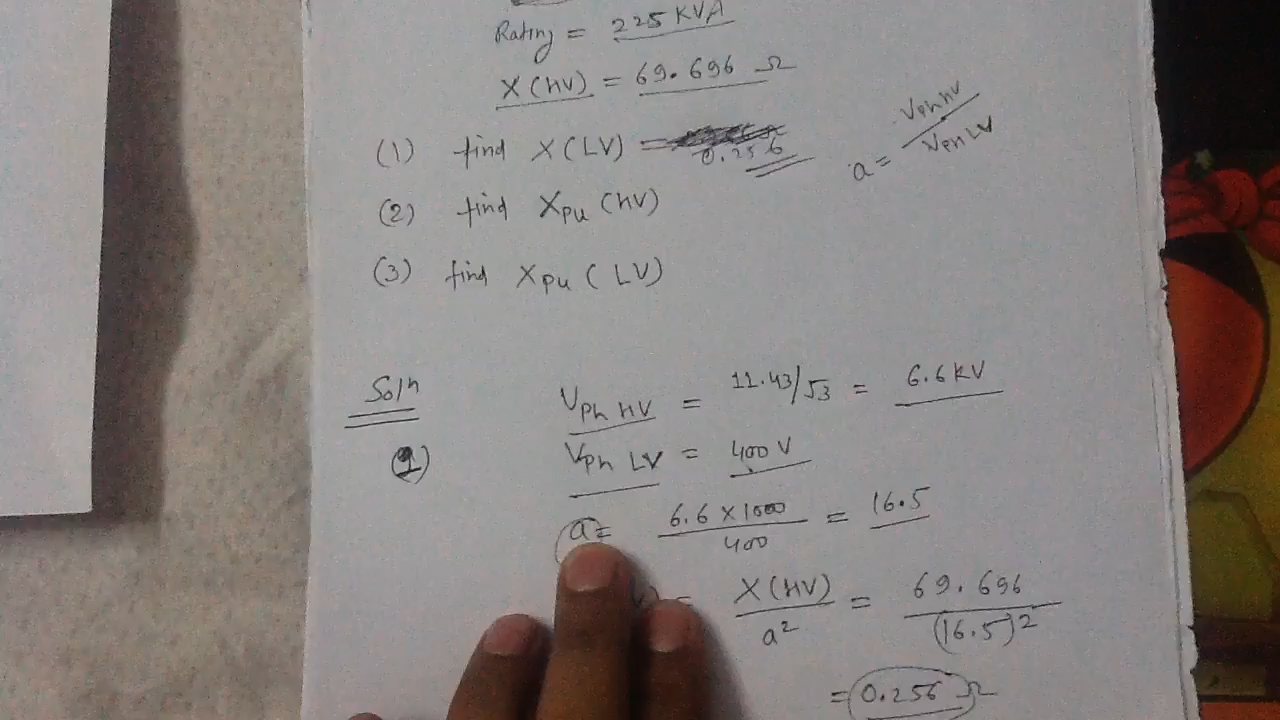 Rating = 225 KVA
X(HV) = 69.696 Ω
(1) find X(LV) = 0.256
a = VPh HV / VPh LV
(2) find XPU (HV)
(3) find XPU (LV)
Soln
(1)
VPh HV = 11.43/√3 = 6.6 KV
VPh LV = 400 V
a = 6.6 X 1000 / 400 = 16.5
= X(HV) / a² = 69.696 / (16.5)²
= 0.256 Ω